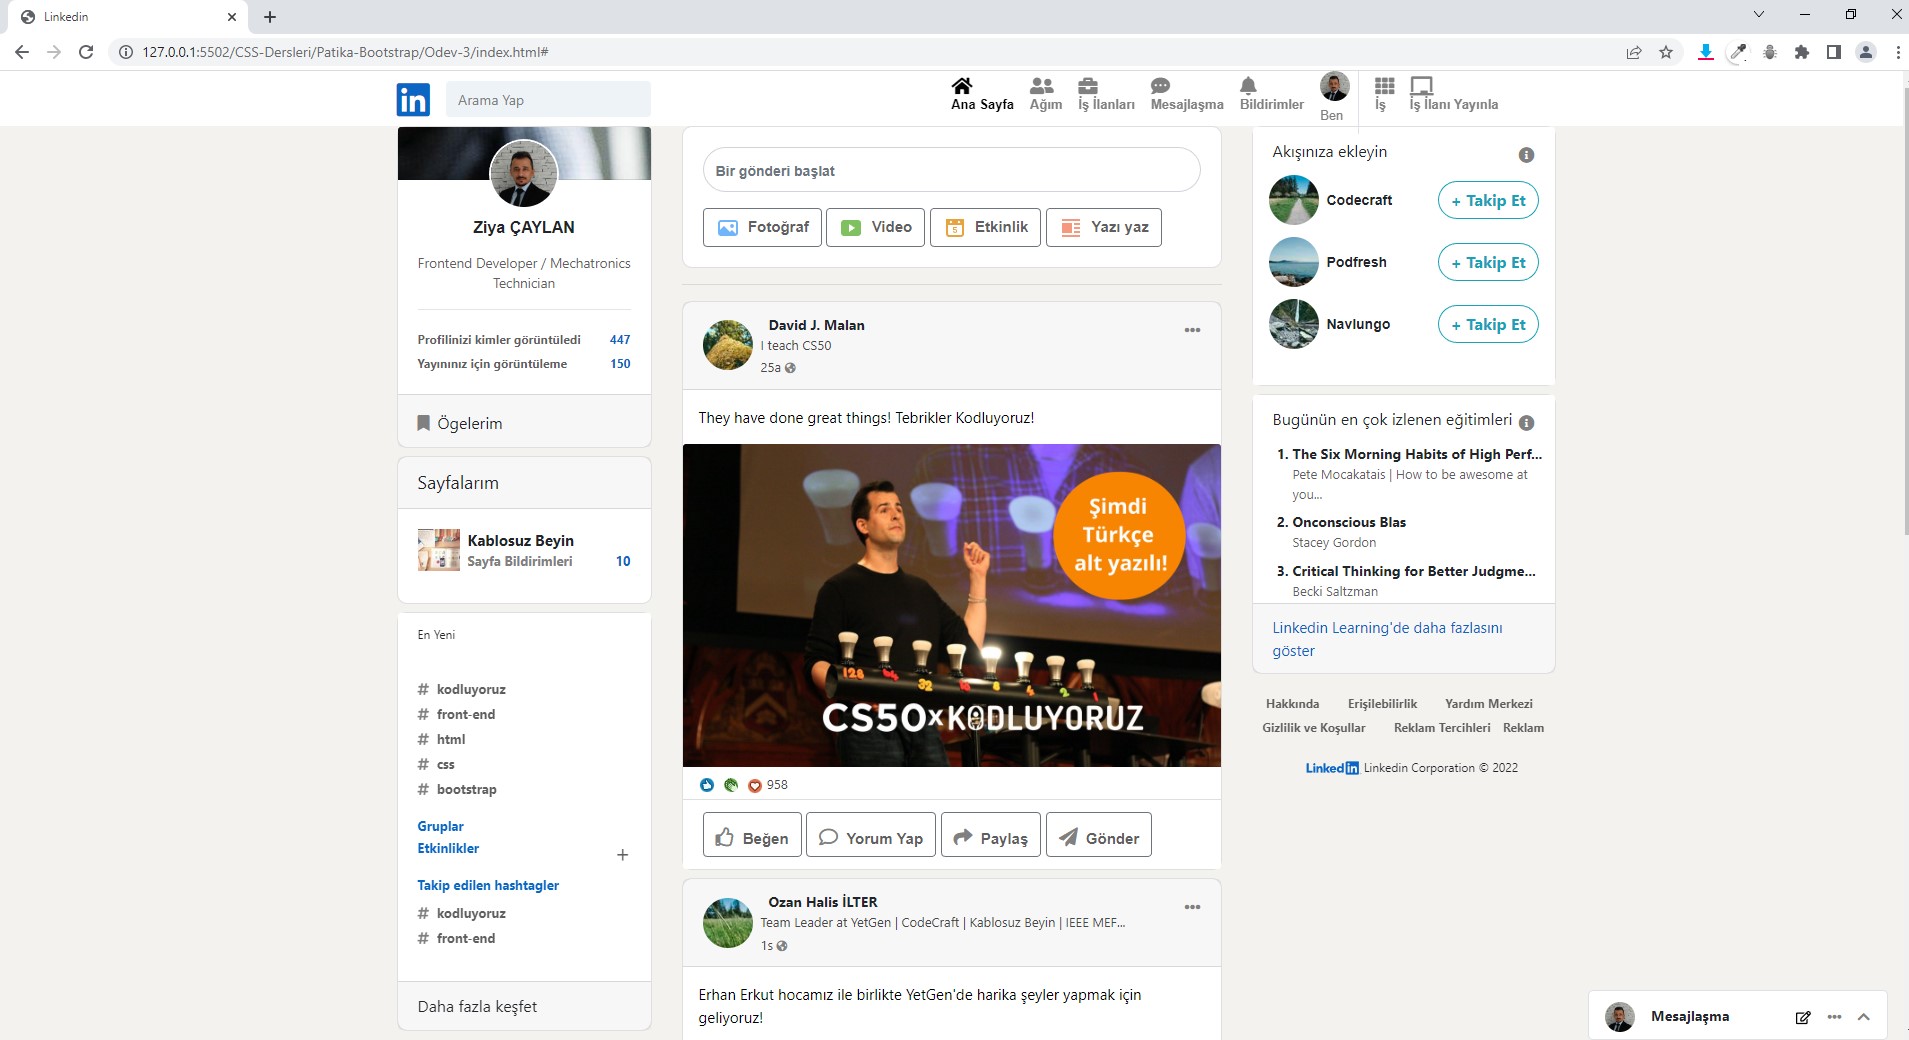 Linkedin
127.0.0.1:5502/CSS-Dersleri/Patika-Bootstrap/Odev-3/index.html#
in
Arama Yap
Ana Sayfa
Ağım
İş İlanları
Mesajlaşma
Bildirimler
Ben
İş
İş İlanı Yayınla
Ziya ÇAYLAN
Frontend Developer / Mechatronics
Technician
Profilinizi kimler görüntüledi 447
Yayınınız için görüntüleme 150
Ögelerim
Sayfalarım
Kablosuz Beyin
Sayfa Bildirimleri 10
En Yeni
# kodluyoruz
# front-end
# html
# css
# bootstrap
Gruplar
Etkinlikler
+
Takip edilen hashtagler
# kodluyoruz
# front-end
Daha fazla keşfet
Bir gönderi başlat
Fotoğraf
5
Video
Etkinlik
Yazı yaz
David J. Malan
I teach CS50
25a
They have done great things! Tebrikler Kodluyoruz!
Şimdi
Türkçe
alt yazılı!
128 64 32 16 8 4 2 1
CS50xKODLUYORUZ
958
Beğen
Yorum Yap
Paylaş
Gönder
Ozan Halis İLTER
Team Leader at YetGen | CodeCraft | Kablosuz Beyin | IEEE MEF...
1s
Erhan Erkut hocamız ile birlikte YetGen'de harika şeyler yapmak için
geliyoruz!
Akışınıza ekleyin
Codecraft
+ Takip Et
Podfresh
+ Takip Et
Navlungo
+ Takip Et
Bugünün en çok izlenen eğitimleri
1. The Six Morning Habits of High Perf...
Pete Mocakatais | How to be awesome at
you...
2. Onconscious Blas
Stacey Gordon
3. Critical Thinking for Better Judgme...
Becki Saltzman
Linkedin Learning'de daha fazlasını
göster
Hakkında Erişilebilirlik Yardım Merkezi
Gizlilik ve Koşullar Reklam Tercihleri Reklam
Linkedin Linkedin Corporation © 2022
Mesajlaşma